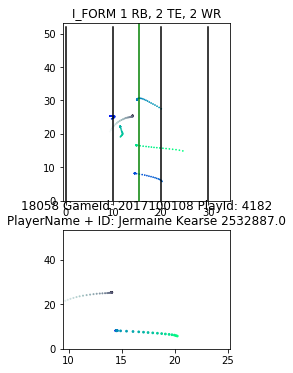 I_FORM 1 RB, 2 TE, 2 WR
50
40
30
20
10
0
0 10 20 30
18058 GameId: 2017100108 PlayId: 4182
PlayerName + ID: Jermaine Kearse 2532887.0
40
20
0
10 15 20 25